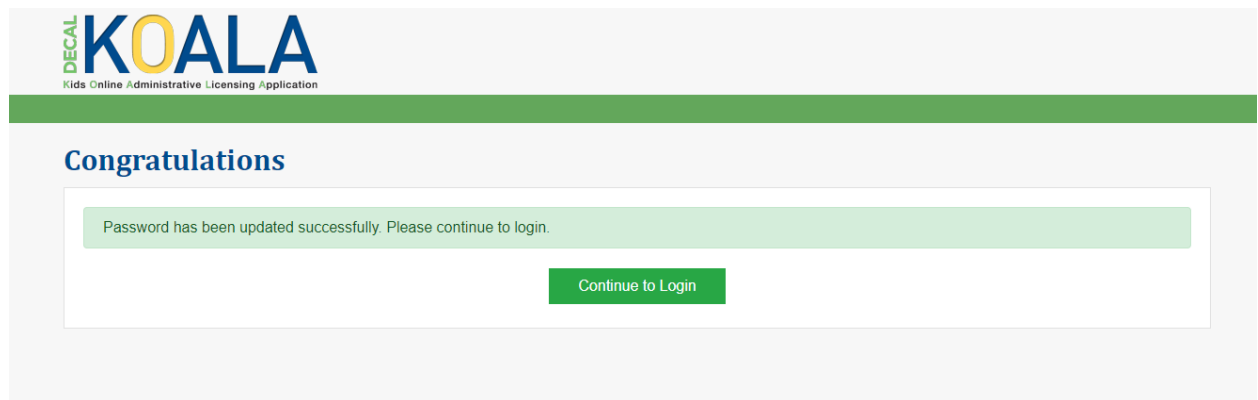 DECAL
KOALA
Kids Online Administrative Licensing Application
Congratulations
Password has been updated successfully. Please continue to login.
Continue to Login